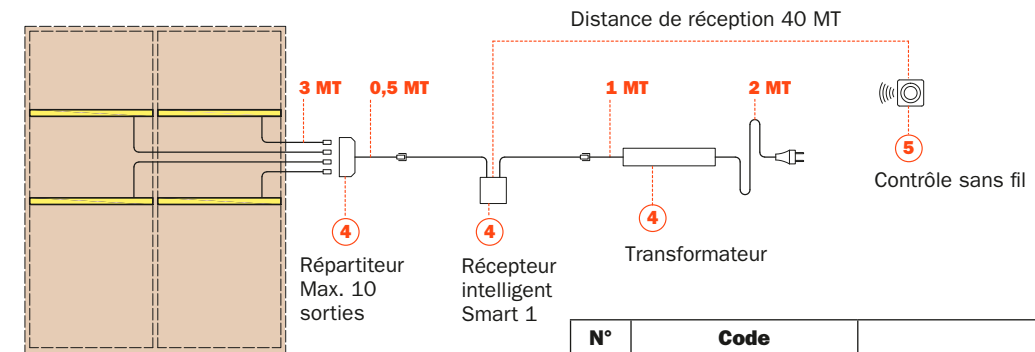 Distance de réception 40 MT
3 MT
0,5 MT
1 MT
2 MT
5
Contrôle sans fil
4
4
4
Répartiteur
Max. 10
sorties
Récepteur
intelligent
Smart 1
Transformateur
N° Code